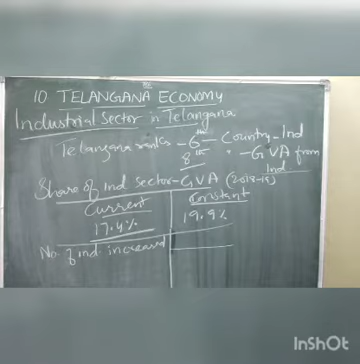 10 TELANGANA ECONOMY
Industrial Sector in Telangana
Telangana ranks - 6th Country - Ind
8th " - GVA from Ind
Share of Ind sector - GVA (2018-19)
Current Constant
17.4% 19.9%
No. of ind. increased
InShOt